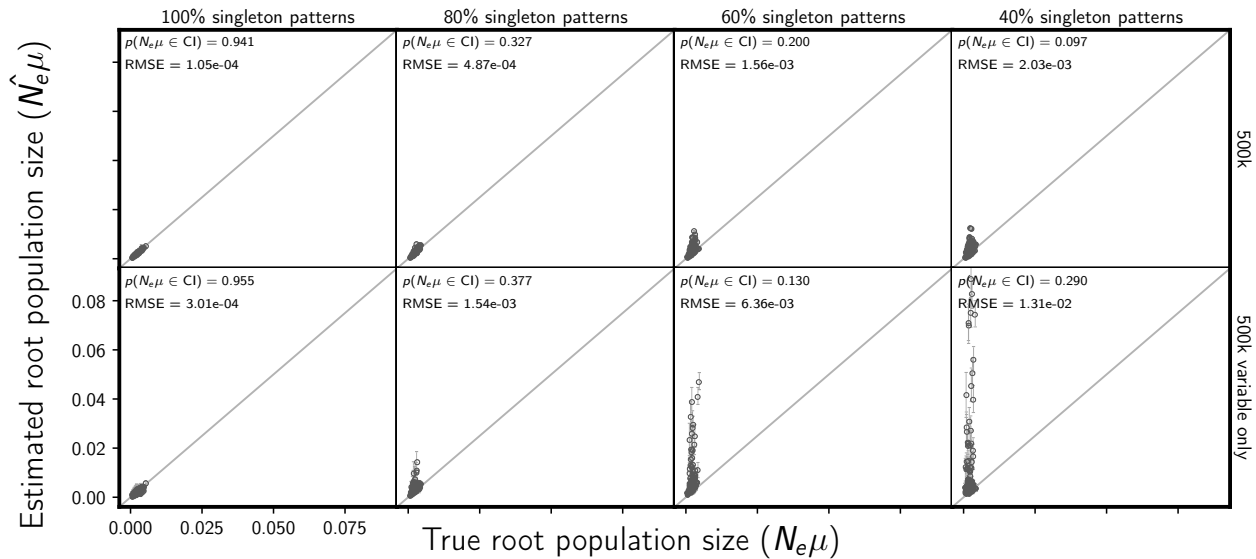 100% singleton patterns
80% singleton patterns
60% singleton patterns
40% singleton patterns
Estimated root population size (N̂ₑμ)
p(Nₑμ ∈ CI) = 0.941
RMSE = 1.05e-04
p(Nₑμ ∈ CI) = 0.327
RMSE = 4.87e-04
p(Nₑμ ∈ CI) = 0.200
RMSE = 1.56e-03
p(Nₑμ ∈ CI) = 0.097
RMSE = 2.03e-03
500k
p(Nₑμ ∈ CI) = 0.955
RMSE = 3.01e-04
p(Nₑμ ∈ CI) = 0.377
RMSE = 1.54e-03
p(Nₑμ ∈ CI) = 0.130
RMSE = 6.36e-03
p(Nₑμ ∈ CI) = 0.290
RMSE = 1.31e-02
500k variable only
0.08
0.06
0.04
0.02
0.00
0.000 0.025 0.050 0.075
True root population size (Nₑμ)